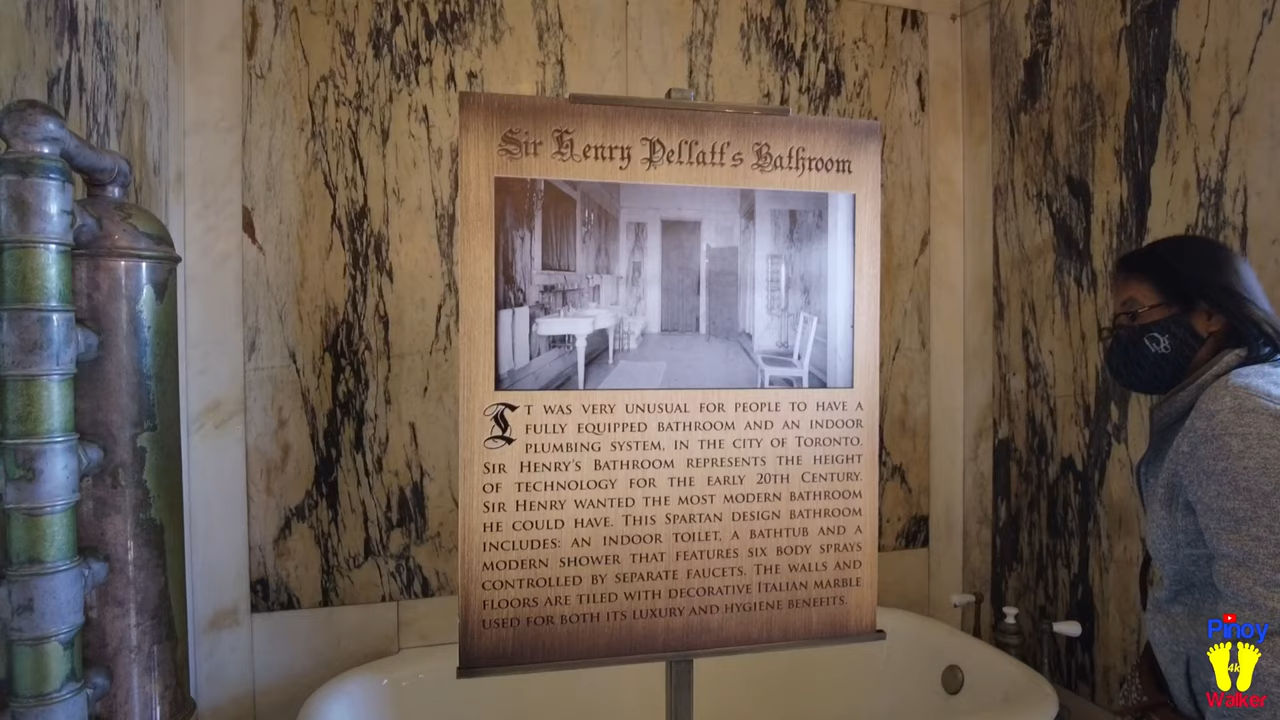 Sir Henry Pellatt's Bathroom
IT WAS VERY UNUSUAL FOR PEOPLE TO HAVE A
FULLY EQUIPPED BATHROOM AND AN INDOOR
PLUMBING SYSTEM, IN THE CITY OF TORONTO.
SIR HENRY'S BATHROOM REPRESENTS THE HEIGHT
OF TECHNOLOGY FOR THE EARLY 20TH CENTURY.
SIR HENRY WANTED THE MOST MODERN BATHROOM
HE COULD HAVE. THIS SPARTAN DESIGN BATHROOM
INCLUDES: AN INDOOR TOILET, A BATHTUB AND A
MODERN SHOWER THAT FEATURES SIX BODY SPRAYS
CONTROLLED BY SEPARATE FAUCETS. THE WALLS AND
FLOORS ARE TILED WITH DECORATIVE ITALIAN MARBLE
USED FOR BOTH ITS LUXURY AND HYGIENE BENEFITS.
Pinoy
4K
Walker